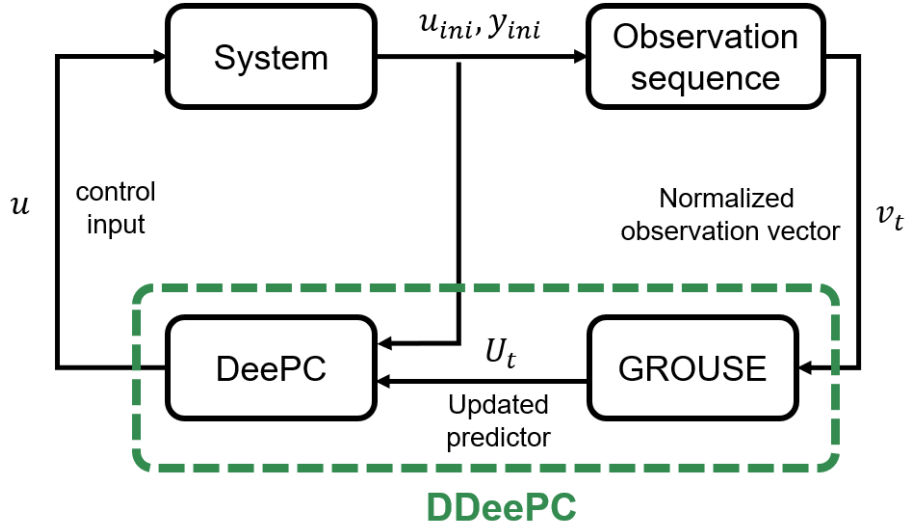 u_ini, y_ini
System
Observation
sequence
u
control
input
Normalized
observation vector
v_t
DeePC
U_t
Updated
predictor
GROUSE
DDeePC